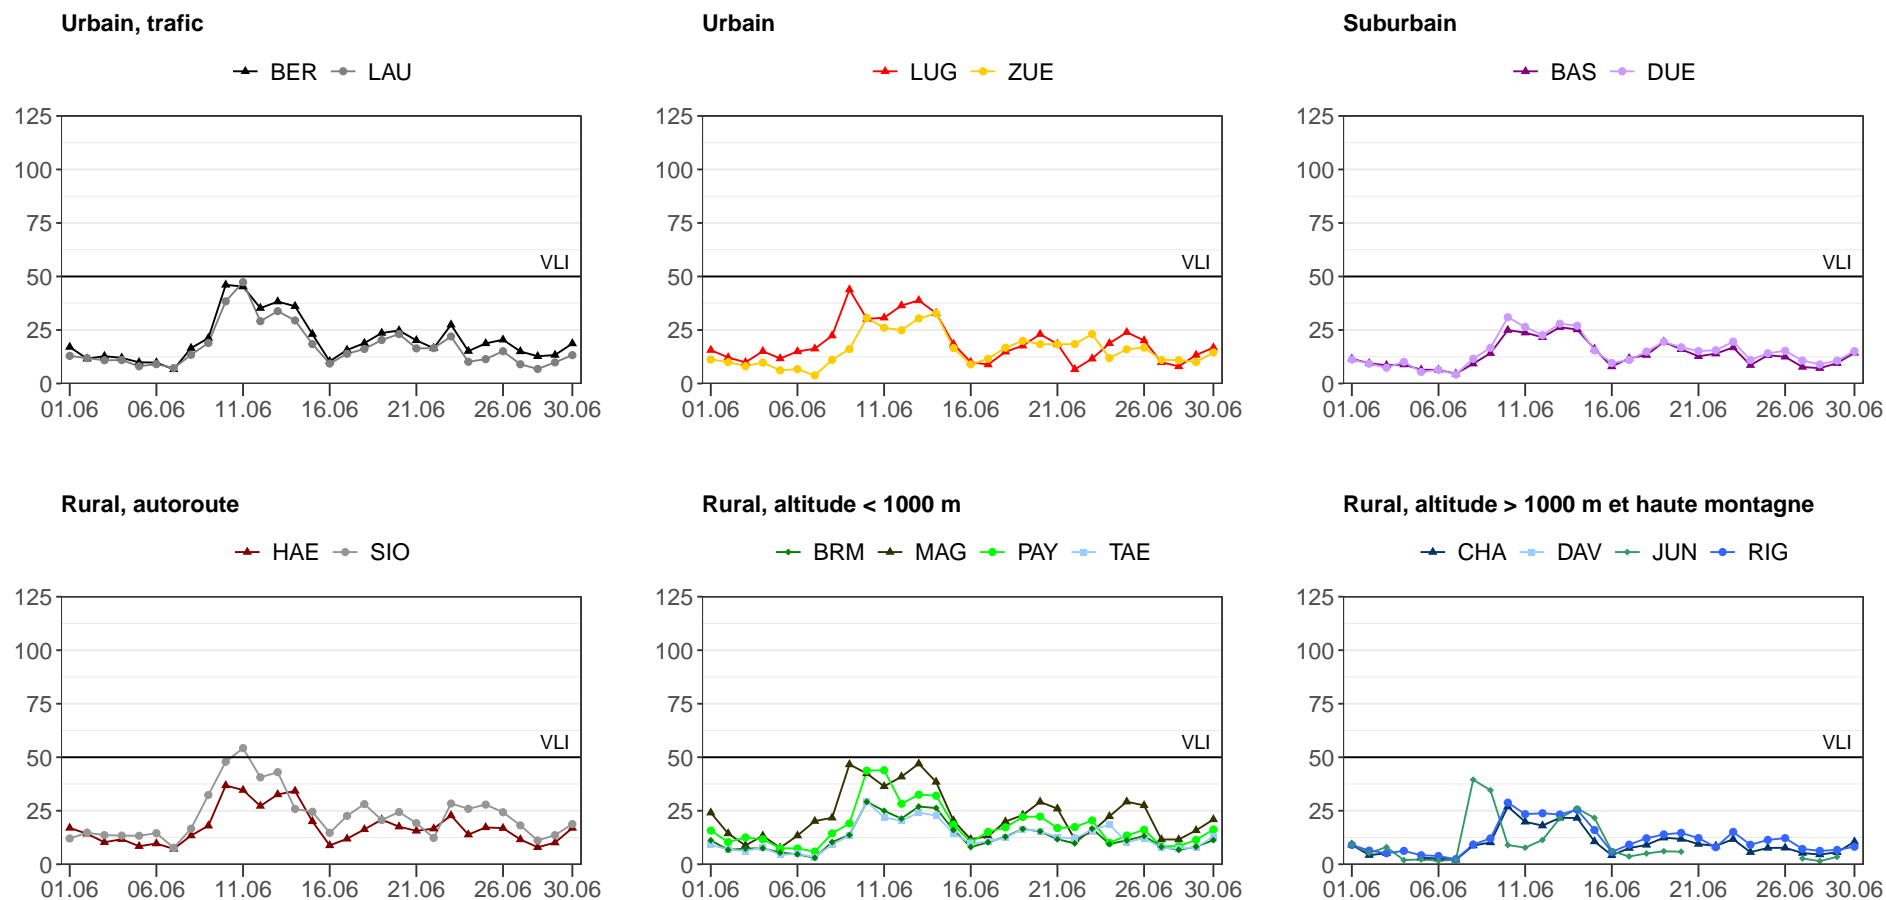 Urbain, trafic
BER LAU
125
100
75
50
25
0
VLI
01.06 06.06 11.06 16.06 21.06 26.06 30.06
Urbain
LUG ZUE
125
100
75
50
25
0
VLI
01.06 06.06 11.06 16.06 21.06 26.06 30.06
Suburbain
BAS DUE
125
100
75
50
25
0
VLI
01.06 06.06 11.06 16.06 21.06 26.06 30.06
Rural, autoroute
HAE SIO
125
100
75
50
25
0
VLI
01.06 06.06 11.06 16.06 21.06 26.06 30.06
Rural, altitude < 1000 m
BRM MAG PAY TAE
125
100
75
50
25
0
VLI
01.06 06.06 11.06 16.06 21.06 26.06 30.06
Rural, altitude > 1000 m et haute montagne
CHA DAV JUN RIG
125
100
75
50
25
0
VLI
01.06 06.06 11.06 16.06 21.06 26.06 30.06